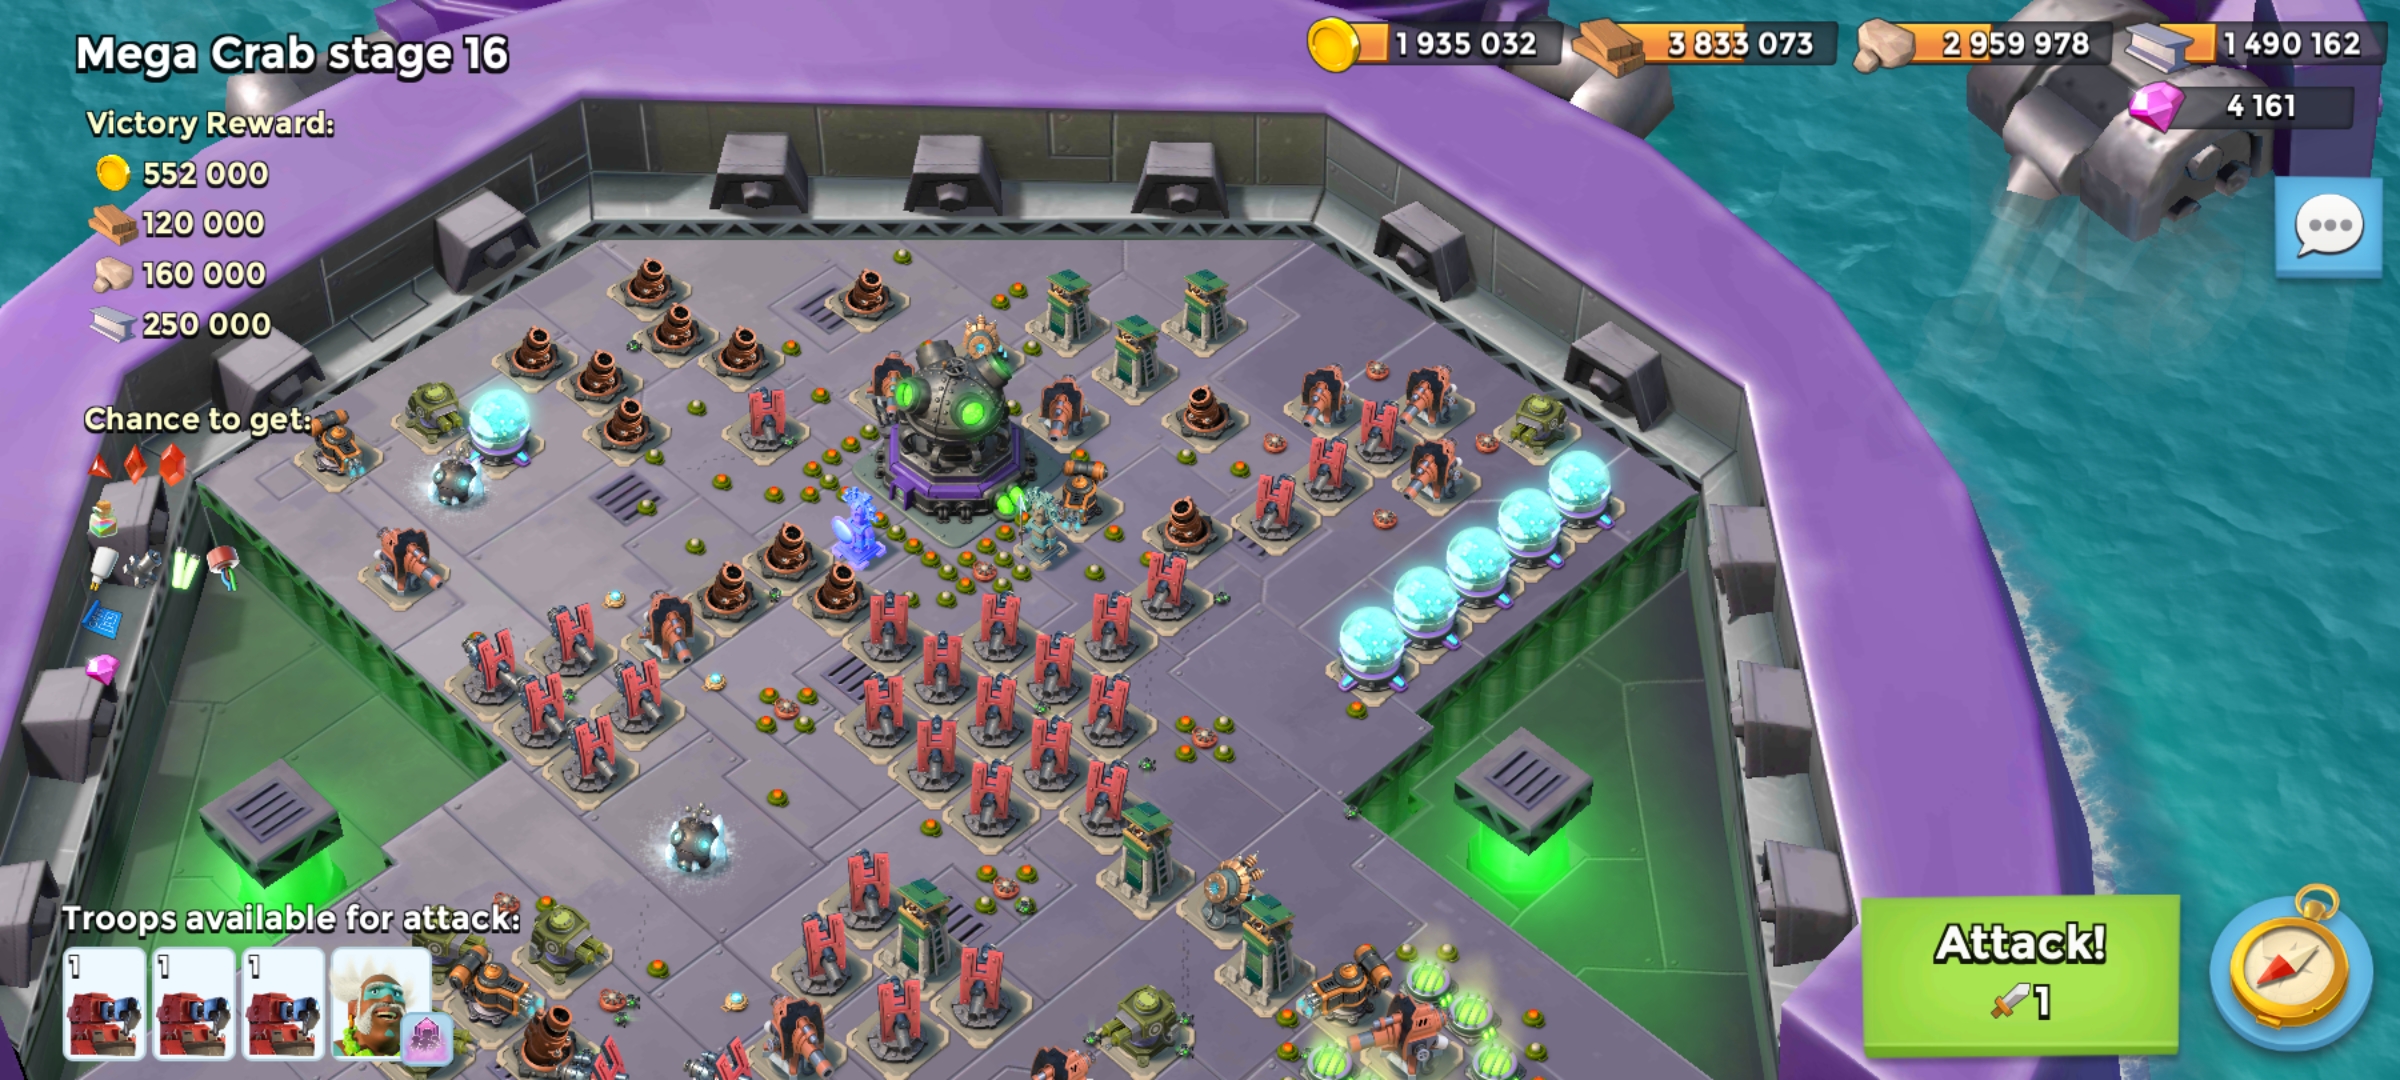 Mega Crab stage 16
1 935 032
3 833 073
2 959 978
1 490 162
4 161
Victory Reward:
552 000
120 000
160 000
250 000
Chance to get:
Troops available for attack:
1
1
1
Attack!
1